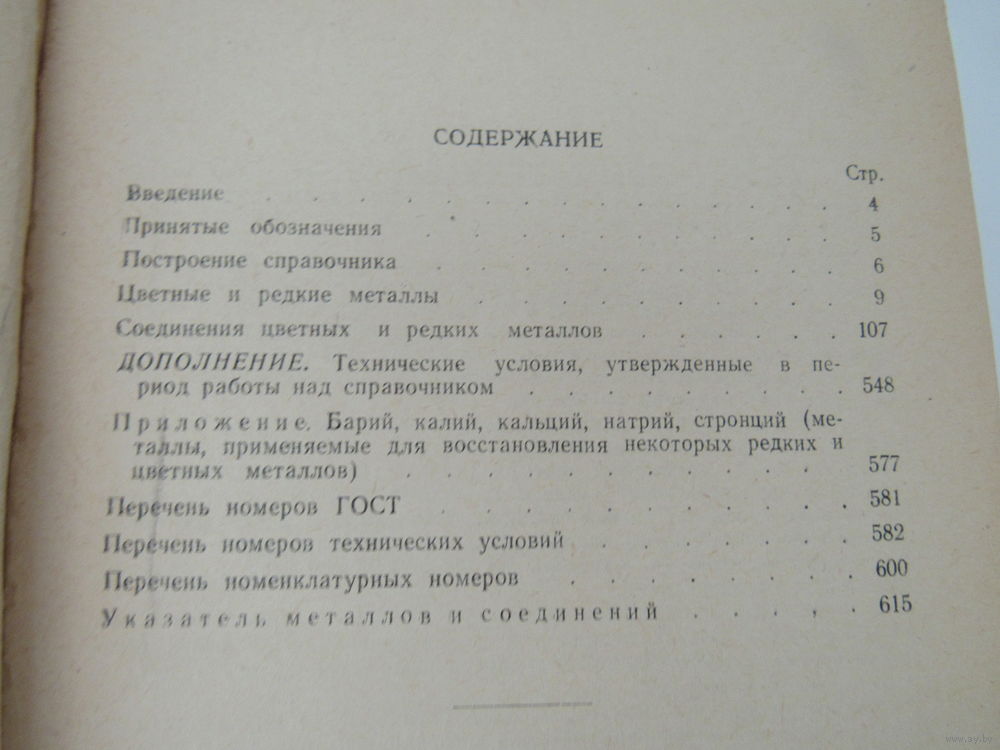 СОДЕРЖАНИЕ
Стр.
Введение . . . . . . . . . . . 4
Принятые обозначения . . . . . . . . 5
Построение справочника . . . . . . . . 6
Цветные и редкие металлы . . . . . . . . 9
Соединения цветных и редких металлов . . . . . . 107
ДОПОЛНЕНИЕ. Технические условия, утвержденные в пе-
риод работы над справочником . . . . . . . . 548
Приложение. Барий, калий, кальций, натрий, стронций (ме-
таллы, применяемые для восстановления некоторых редких и
цветных металлов) . . . . . . . . . 577
Перечень номеров ГОСТ . . . . . . . . . 581
Перечень номеров технических условий . . . . . . . 582
Перечень номенклатурных номеров . . . . . . . 600
Указатель металлов и соединений . . . . . 615
www.ay.by